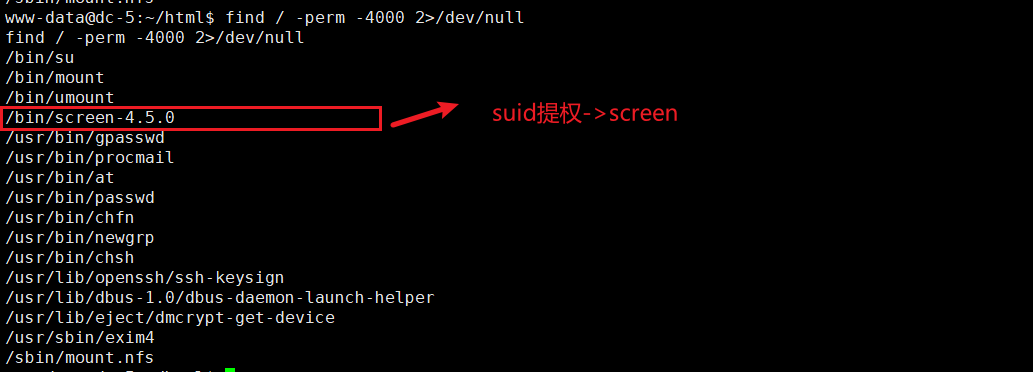 www-data@dc-5:~/html$ find / -perm -4000 2>/dev/null
find / -perm -4000 2>/dev/null
/bin/su
/bin/mount
/bin/umount
/bin/screen-4.5.0
suid提权->screen
/usr/bin/gpasswd
/usr/bin/procmail
/usr/bin/at
/usr/bin/passwd
/usr/bin/chfn
/usr/bin/newgrp
/usr/bin/chsh
/usr/lib/openssh/ssh-keysign
/usr/lib/dbus-1.0/dbus-daemon-launch-helper
/usr/lib/eject/dmcrypt-get-device
/usr/sbin/exim4
/sbin/mount.nfs